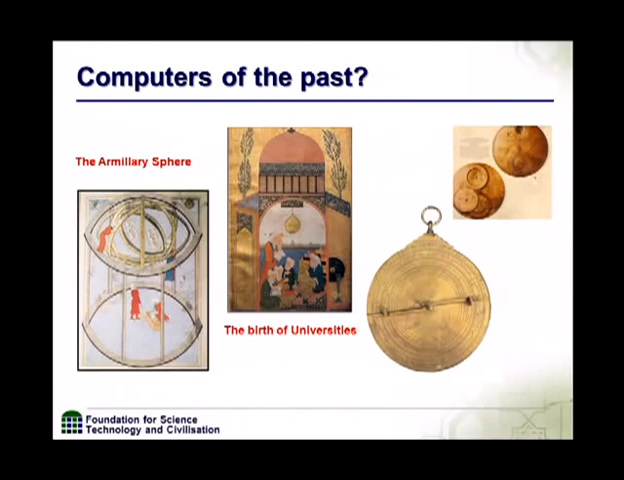 Computers of the past?
The Armillary Sphere
The birth of Universities
Foundation for Science
Technology and Civilisation